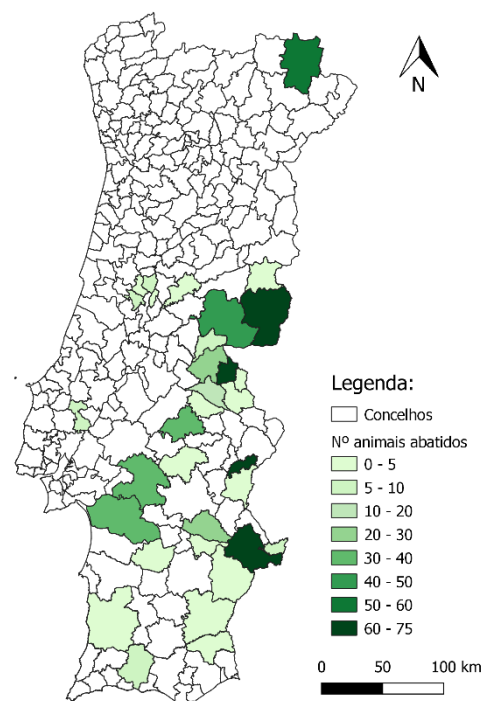 N
Legenda:
Concelhos
Nº animais abatidos
0 - 5
5 - 10
10 - 20
20 - 30
30 - 40
40 - 50
50 - 60
60 - 75
0 50 100 km